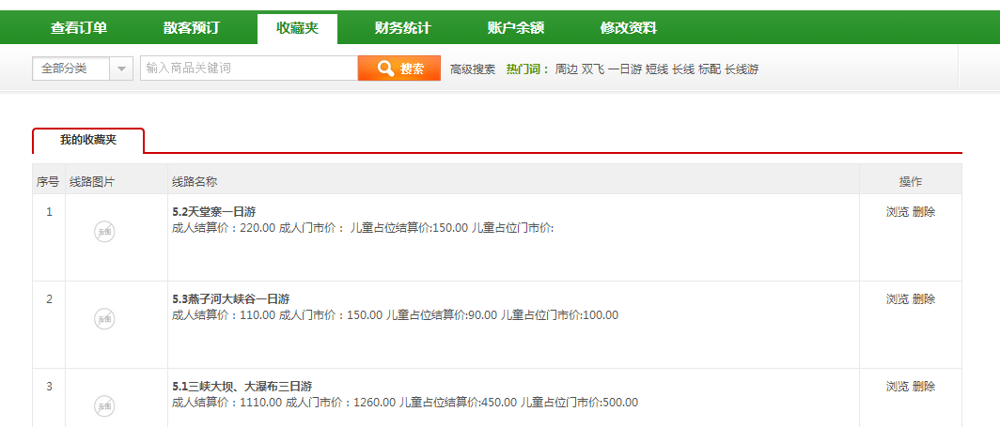 查看订单 散客预订 收藏夹 财务统计 账户余额 修改资料
全部分类 输入商品关键词 搜索 高级搜索 热门词： 周边 双飞 一日游 短线 长线 标配 长线游
我的收藏夹
序号 线路图片 线路名称 操作
1 5.2天堂寨一日游 浏览 删除
成人结算价：220.00 成人门市价： 儿童占位结算价:150.00 儿童占位门市价:
无图
2 5.3燕子河大峡谷一日游 浏览 删除
成人结算价：110.00 成人门市价：150.00 儿童占位结算价:90.00 儿童占位门市价:100.00
无图
3 5.1三峡大坝、大瀑布三日游 浏览 删除
成人结算价：1110.00 成人门市价：1260.00 儿童占位结算价:450.00 儿童占位门市价:500.00
无图